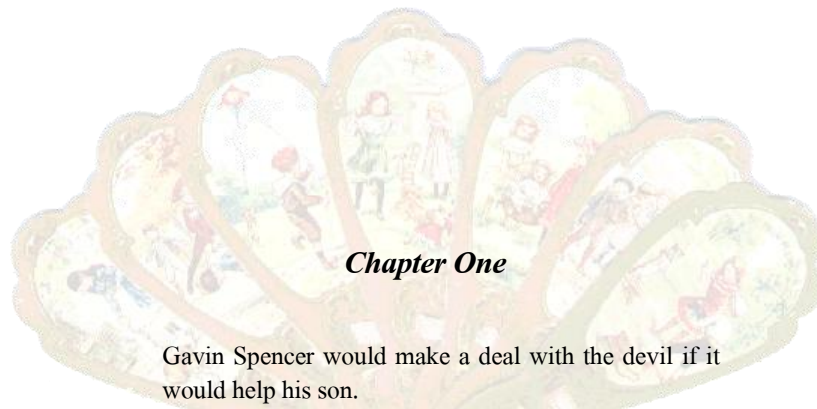 Chapter One
Gavin Spencer would make a deal with the devil if it
would help his son.